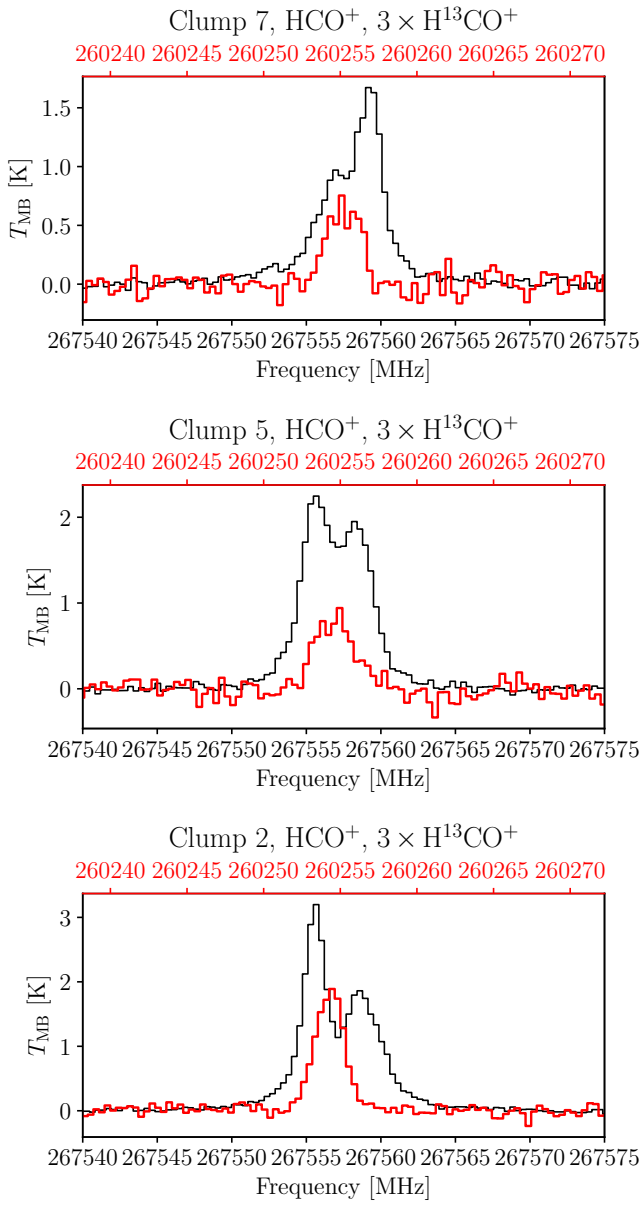 Clump 7, HCO⁺, 3 × H¹³CO⁺
260240 260245 260250 260255 260260 260265 260270
1.5
1.0
0.5
0.0
T_MB [K]
267540 267545 267550 267555 267560 267565 267570 267575
Frequency [MHz]
Clump 5, HCO⁺, 3 × H¹³CO⁺
260240 260245 260250 260255 260260 260265 260270
2
1
0
T_MB [K]
267540 267545 267550 267555 267560 267565 267570 267575
Frequency [MHz]
Clump 2, HCO⁺, 3 × H¹³CO⁺
260240 260245 260250 260255 260260 260265 260270
3
2
1
0
T_MB [K]
267540 267545 267550 267555 267560 267565 267570 267575
Frequency [MHz]